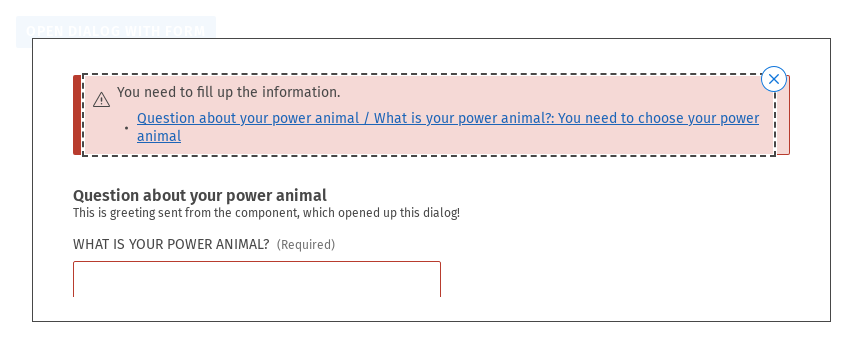 OPEN DIALOG WITH FORM
You need to fill up the information.
• Question about your power animal / What is your power animal?: You need to choose your power
animal
Question about your power animal
This is greeting sent from the component, which opened up this dialog!
WHAT IS YOUR POWER ANIMAL? (Required)